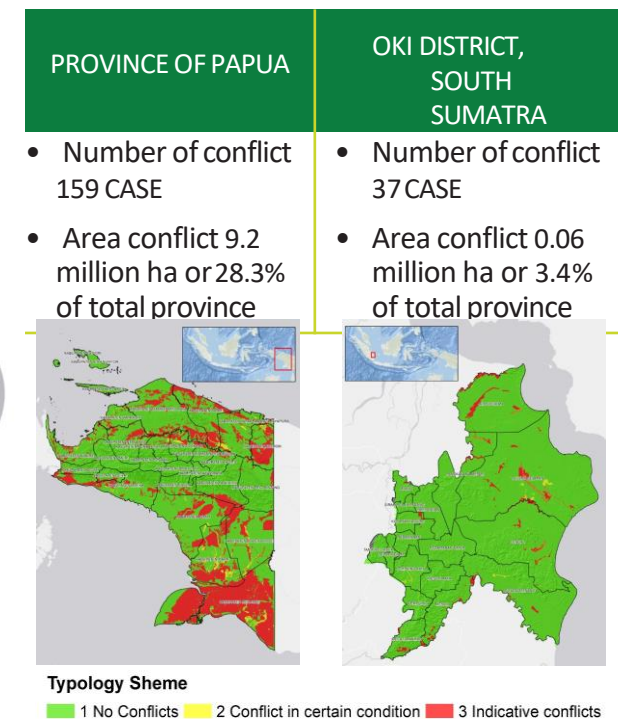 PROVINCE OF PAPUA
OKI DISTRICT,
SOUTH
SUMATRA
• Number of conflict
159 CASE
• Area conflict 9.2
million ha or 28.3%
of total province
• Number of conflict
37 CASE
• Area conflict 0.06
million ha or 3.4%
of total province
Typology Sheme
1 No Conflicts 2 Conflict in certain condition 3 Indicative conflicts